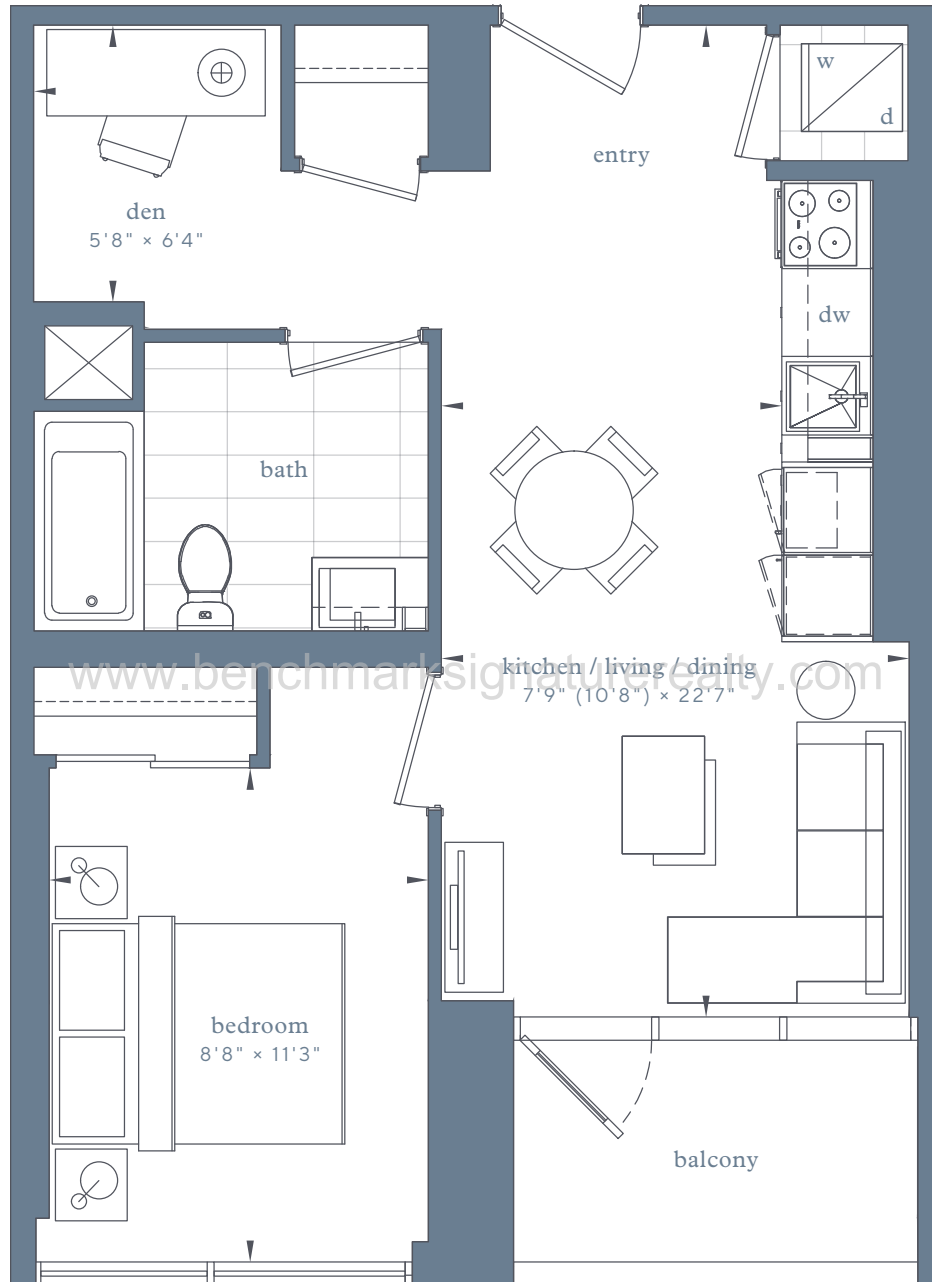 w
d
entry
den
5'8" × 6'4"
dw
bath
www.benchmarksignaturerealty.com
kitchen / living / dining
7'9" (10'8") × 22'7"
bedroom
8'8" × 11'3"
balcony